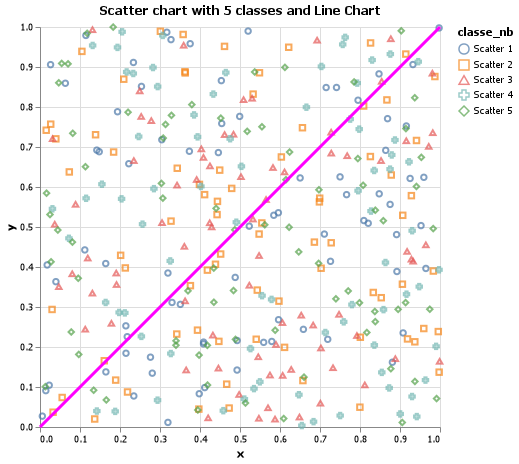 Scatter chart with 5 classes and Line Chart
classe_nb
Scatter 1
Scatter 2
Scatter 3
Scatter 4
Scatter 5
y
1.0
0.9
0.8
0.7
0.6
0.5
0.4
0.3
0.2
0.1
0.0
0.0 0.1 0.2 0.3 0.4 0.5 0.6 0.7 0.8 0.9 1.0
x